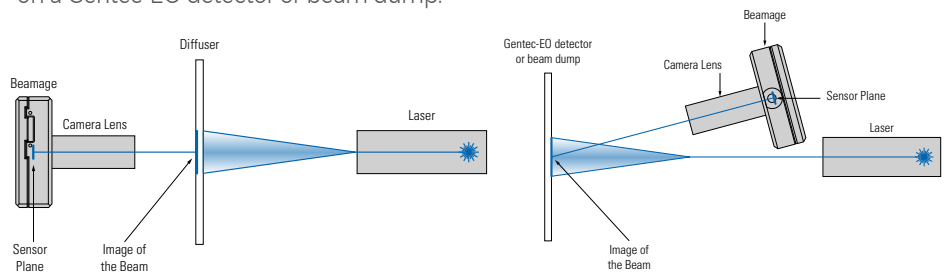 on a Gentec-EO detector or beam dump.
Diffuser
Beamage
Camera Lens
Laser
Sensor
Plane
Image of
the Beam
Beamage
Gentec-EO detector
or beam dump
Camera Lens
Sensor Plane
Laser
Image of
the Beam